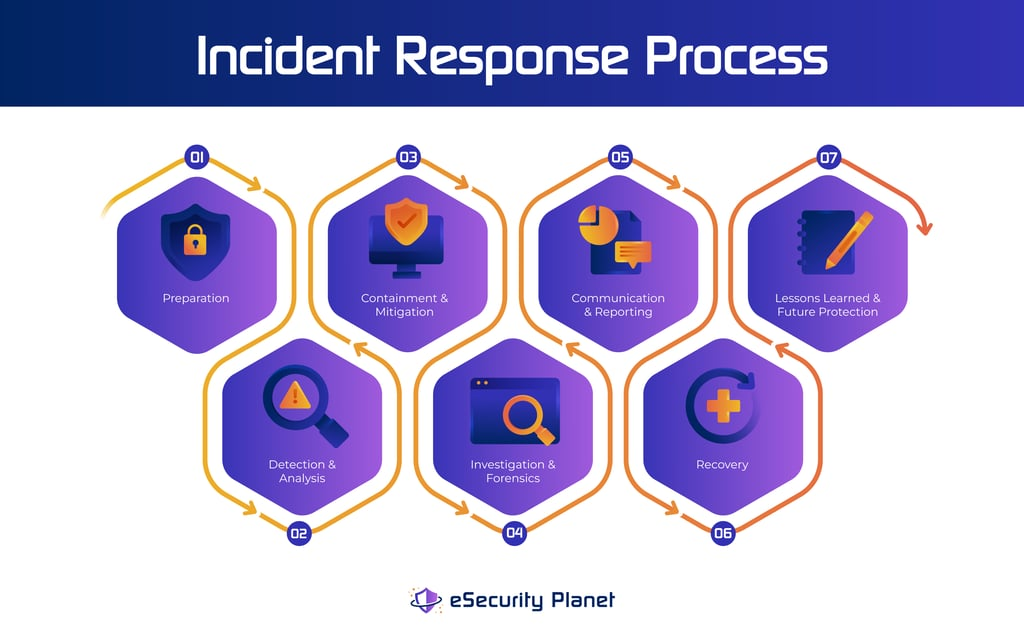 Incident Response Process
01
Preparation
02
Detection &
Analysis
03
Containment &
Mitigation
04
Investigation &
Forensics
05
Communication
& Reporting
06
Recovery
07
Lessons Learned &
Future Protection
eSecurity Planet